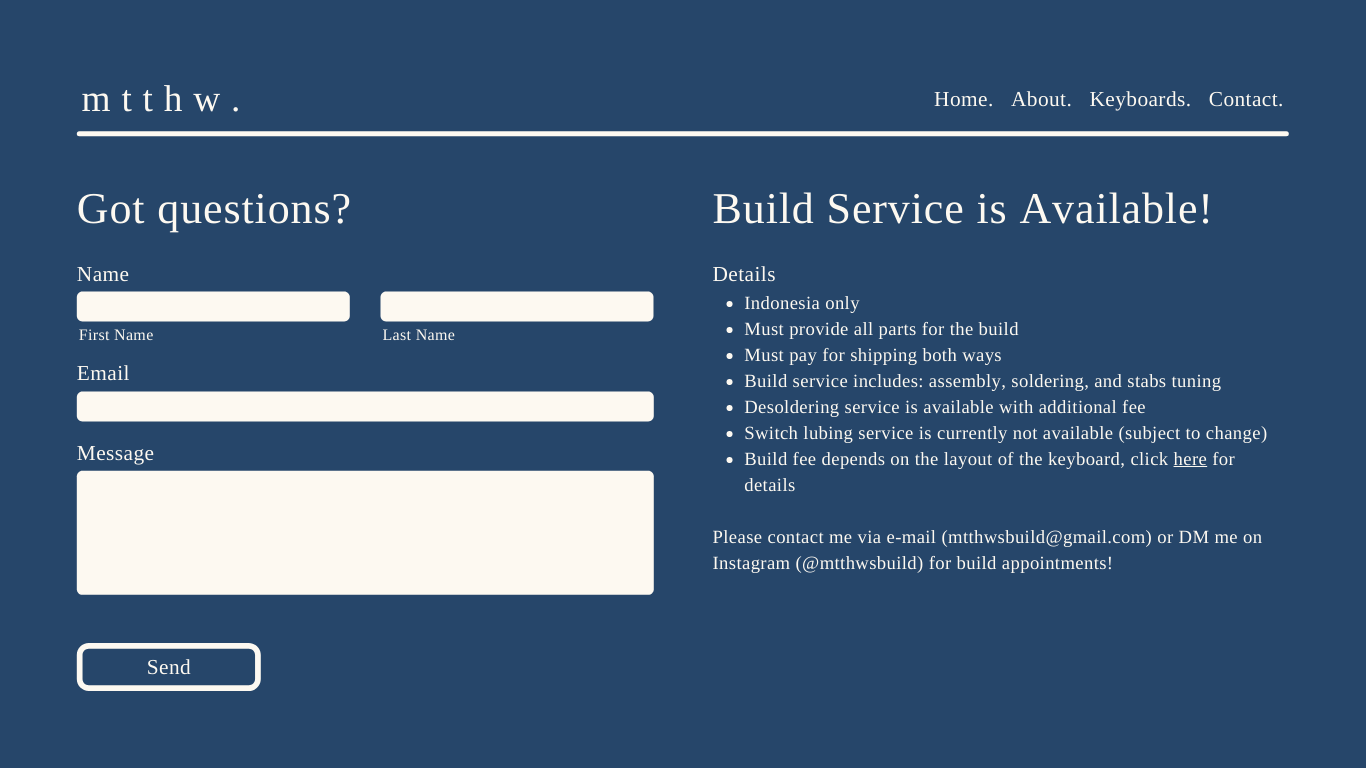 mtthw.
Home. About. Keyboards. Contact.
Got questions?
Name
First Name
Last Name
Email
Message
Send
Build Service is Available!
Details
• Indonesia only
• Must provide all parts for the build
• Must pay for shipping both ways
• Build service includes: assembly, soldering, and stabs tuning
• Desoldering service is available with additional fee
• Switch lubing service is currently not available (subject to change)
• Build fee depends on the layout of the keyboard, click here for
details
Please contact me via e-mail (mtthwsbuild@gmail.com) or DM me on
Instagram (@mtthwsbuild) for build appointments!